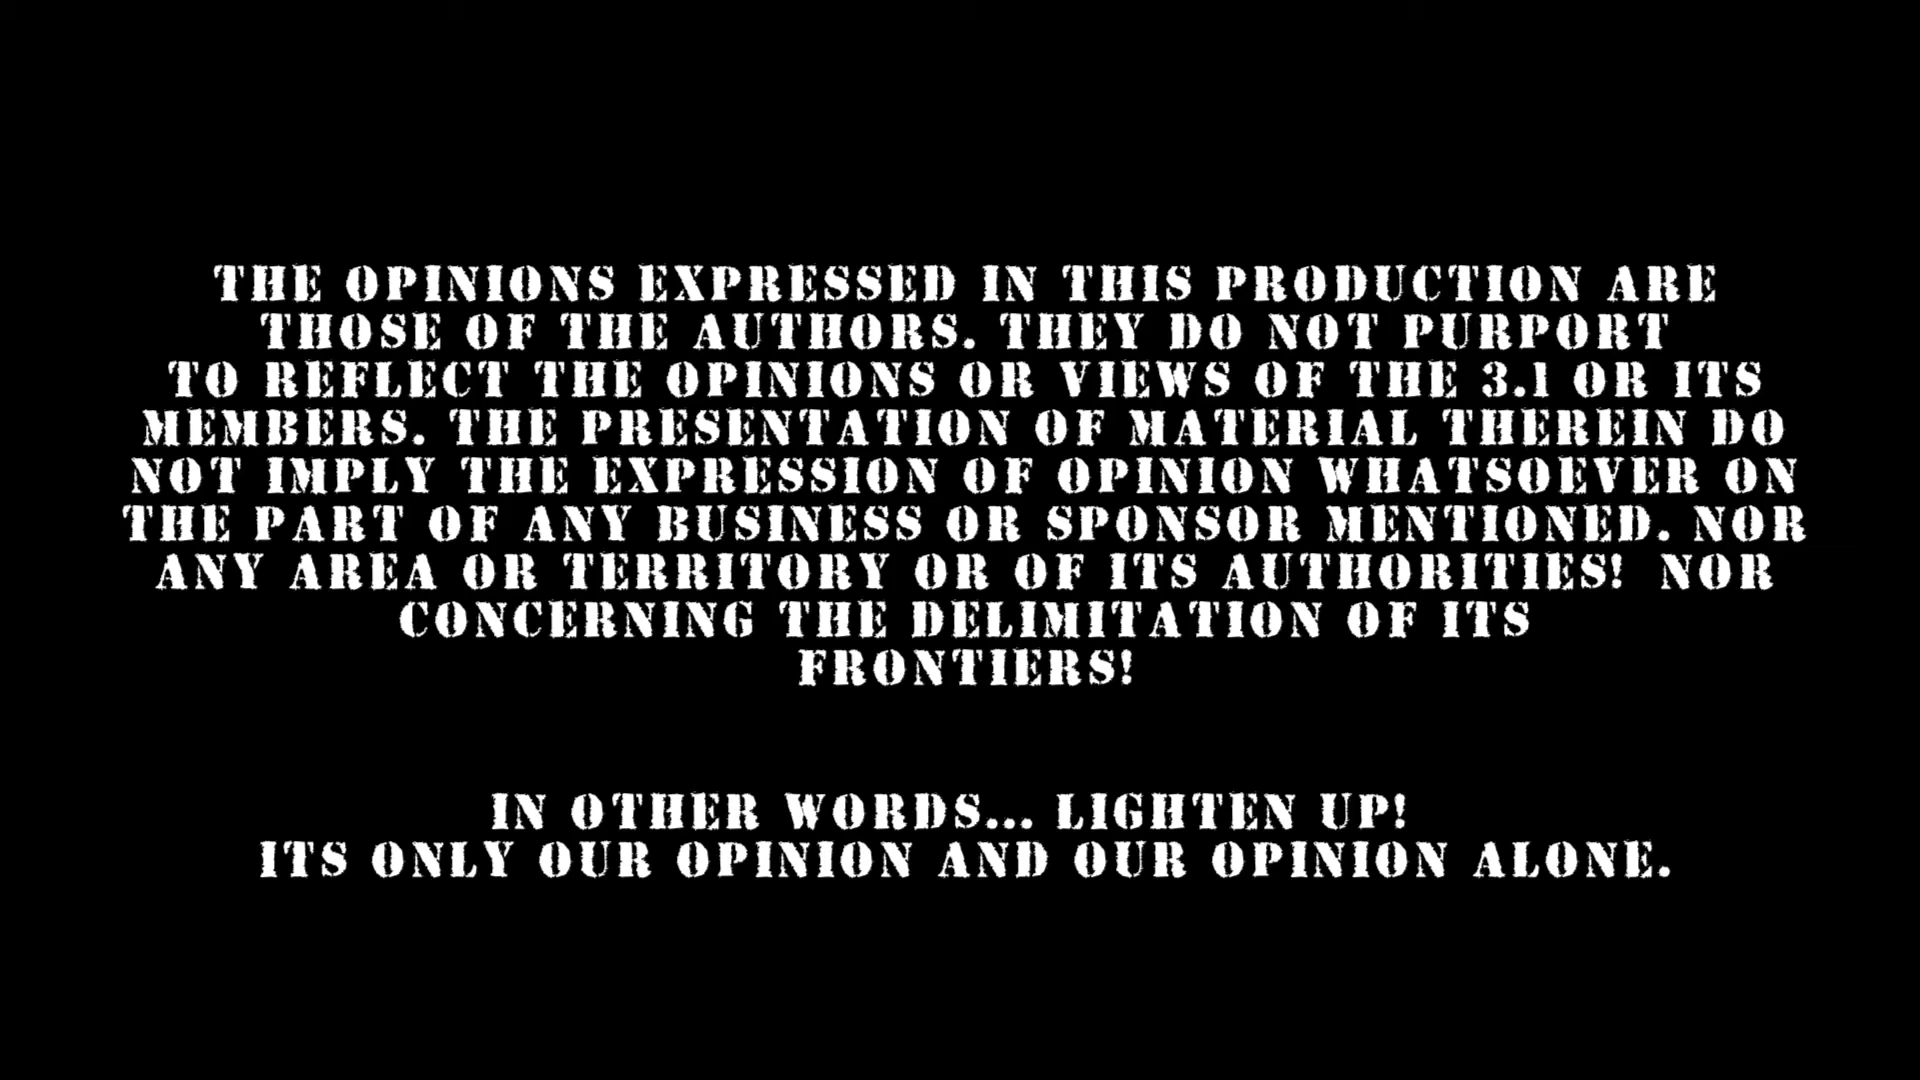 THE OPINIONS EXPRESSED IN THIS PRODUCTION ARE
THOSE OF THE AUTHORS. THEY DO NOT PURPORT
TO REFLECT THE OPINIONS OR VIEWS OF THE 3.1 OR ITS
MEMBERS. THE PRESENTATION OF MATERIAL THEREIN DO
NOT IMPLY THE EXPRESSION OF OPINION WHATSOEVER ON
THE PART OF ANY BUSINESS OR SPONSOR MENTIONED. NOR
ANY AREA OR TERRITORY OR OF ITS AUTHORITIES! NOR
CONCERNING THE DELIMITATION OF ITS
FRONTIERS!
IN OTHER WORDS... LIGHTEN UP!
ITS ONLY OUR OPINION AND OUR OPINION ALONE.